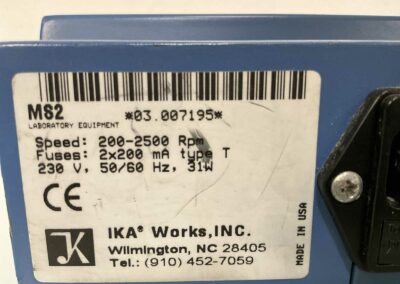 MS2 *03.007195*
LABORATORY EQUIPMENT
Speed: 200-2500 Rpm
Fuses: 2x200 mA type T
230 V, 50/60 Hz, 31W
CE
IKA® Works,INC.
Wilmington, NC 28405
Tel.: (910) 452-7059
MADE IN USA